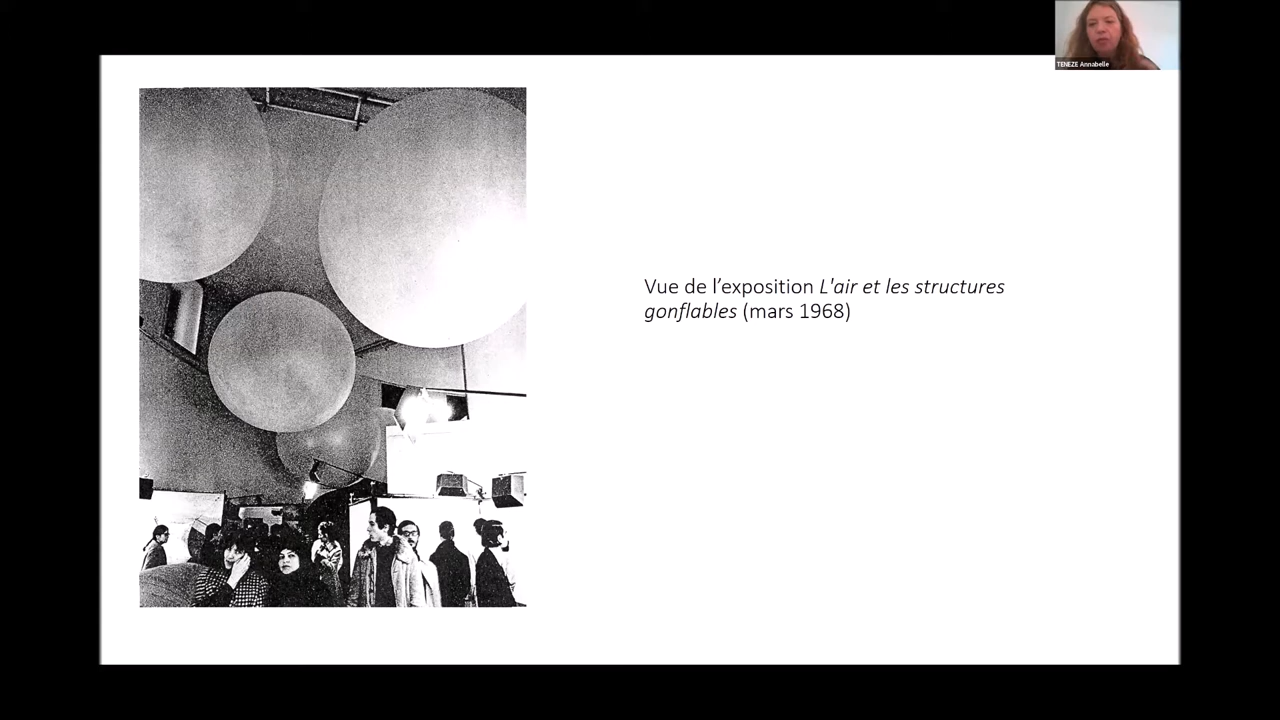 TENEZE Annabelle
Vue de l’exposition L'air et les structures
gonflables (mars 1968)